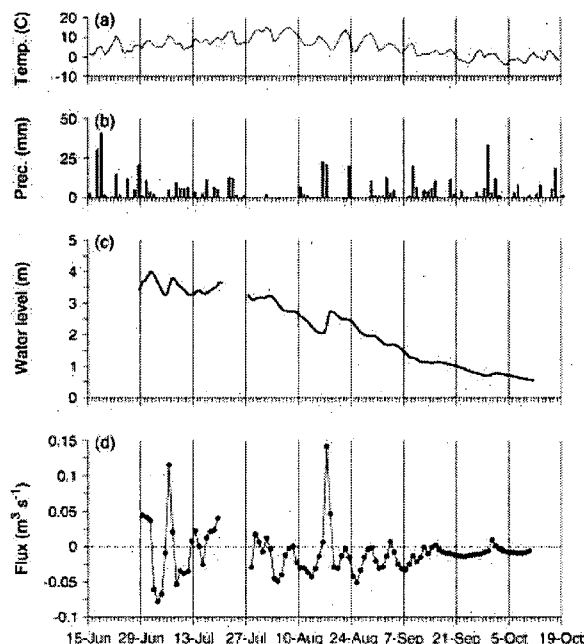 (a)
Temp. (C)
20
10
0
-10
(b)
Prec. (mm)
50
25
0
(c)
Water level (m)
5
4
3
2
1
0
(d)
Flux (m³ s⁻¹)
0.15
0.1
0.05
0
-0.05
-0.1
15-Jun 29-Jun 13-Jul 27-Jul 10-Aug 24-Aug 7-Sep 21-Sep 5-Oct 19-Oct